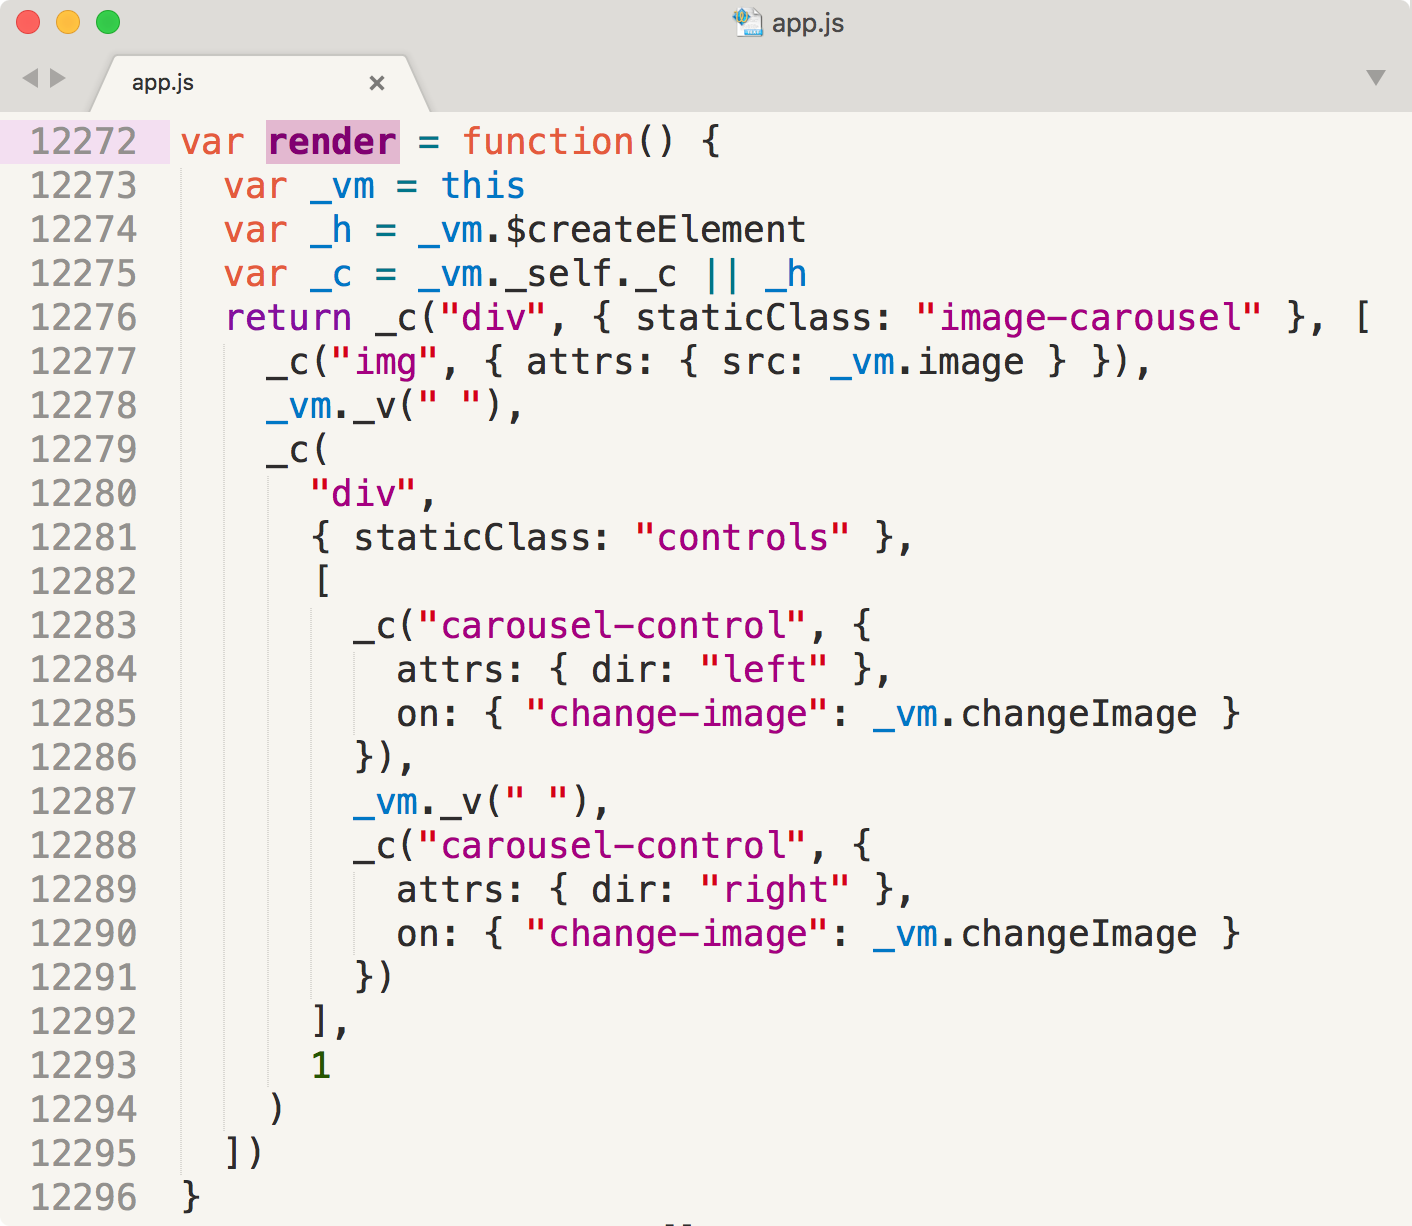 app.js
app.js ×
12272 var render = function() {
12273   var _vm = this
12274   var _h = _vm.$createElement
12275   var _c = _vm._self._c || _h
12276   return _c("div", { staticClass: "image-carousel" }, [
12277     _c("img", { attrs: { src: _vm.image } }),
12278     _vm._v(" "),
12279     _c(
12280       "div",
12281       { staticClass: "controls" },
12282       [
12283         _c("carousel-control", {
12284           attrs: { dir: "left" },
12285           on: { "change-image": _vm.changeImage }
12286         }),
12287         _vm._v(" "),
12288         _c("carousel-control", {
12289           attrs: { dir: "right" },
12290           on: { "change-image": _vm.changeImage }
12291         })
12292       ],
12293       1
12294     )
12295   ])
12296 }